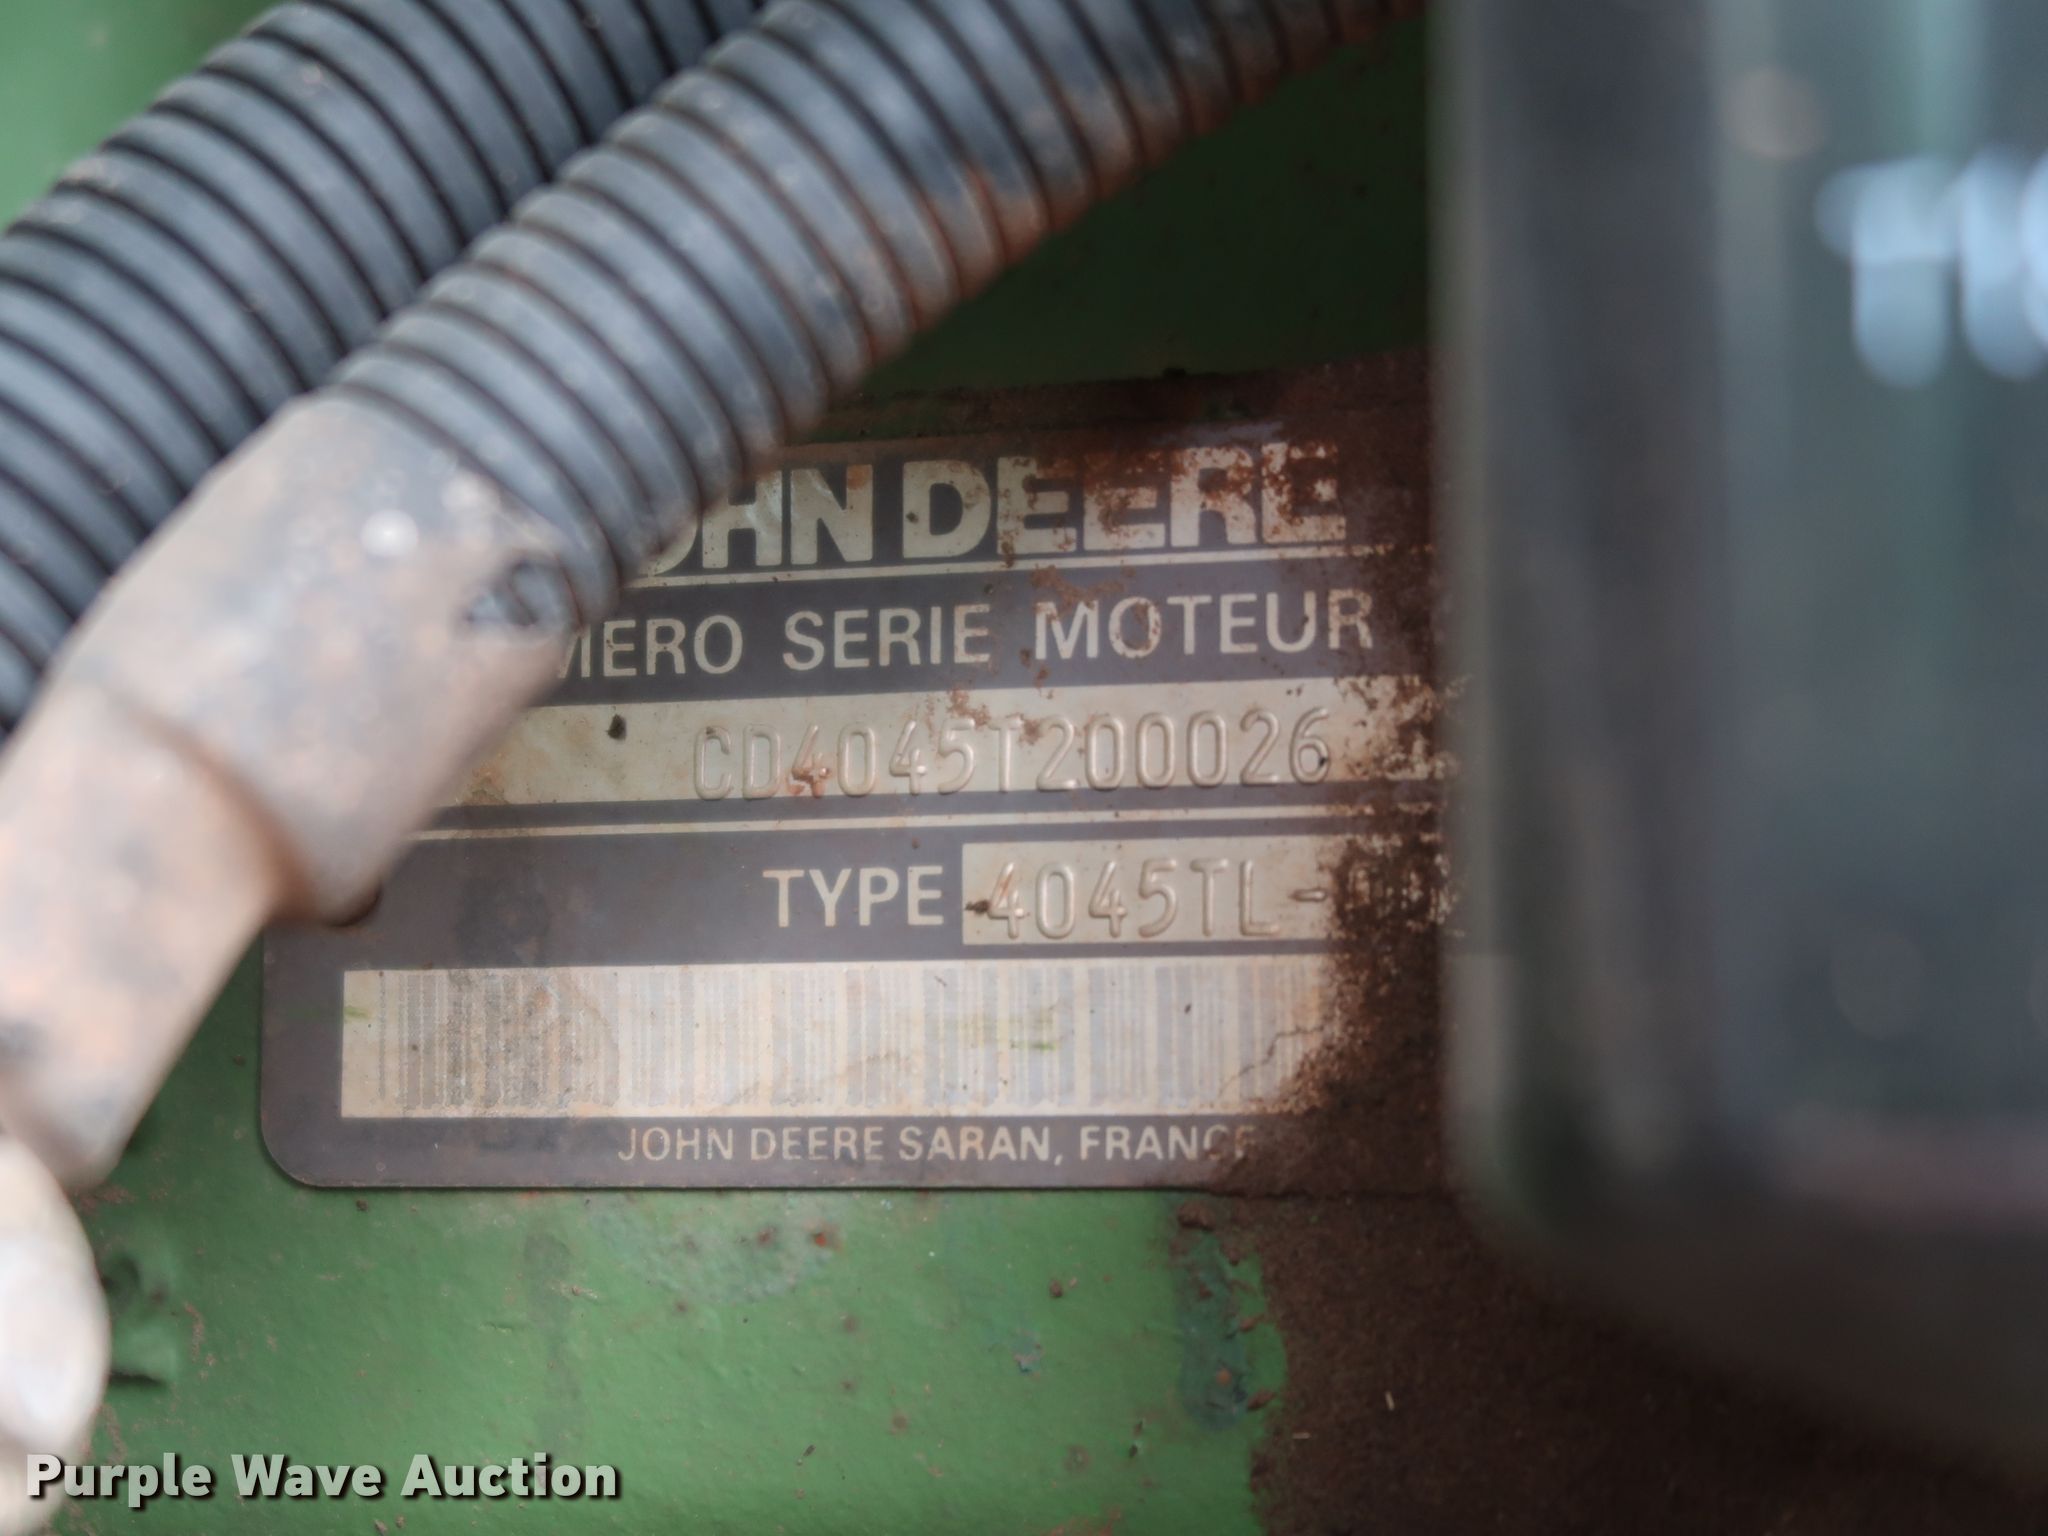 JOHN DEERE
MERO SERIE MOTEUR
CD4045T200026
TYPE 4045TL-
JOHN DEERE SARAN, FRANCE
Purple Wave Auction